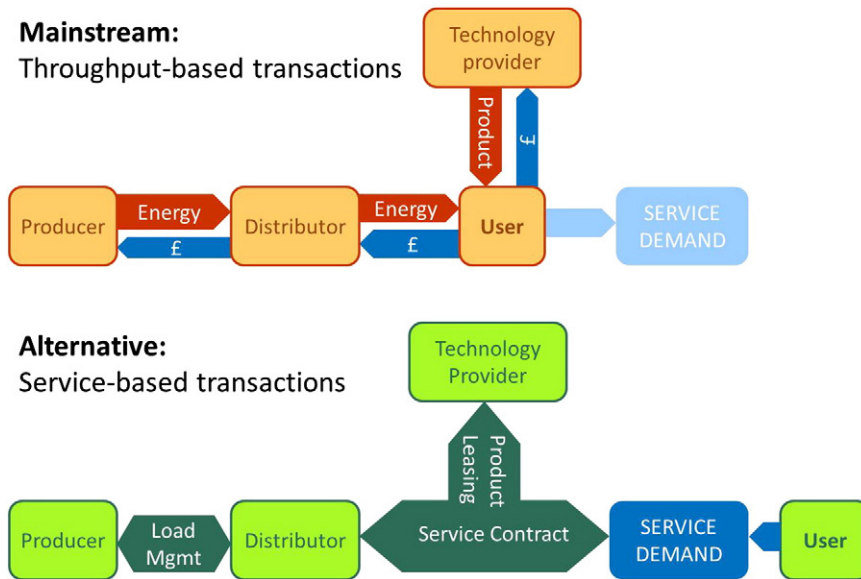 Mainstream:
Throughput-based transactions
Technology
provider
Product
£
Producer
Energy
£
Distributor
Energy
£
User
SERVICE
DEMAND
Alternative:
Service-based transactions
Technology
Provider
Product
Leasing
Producer
Load
Mgmt
Distributor
Service Contract
SERVICE
DEMAND
User